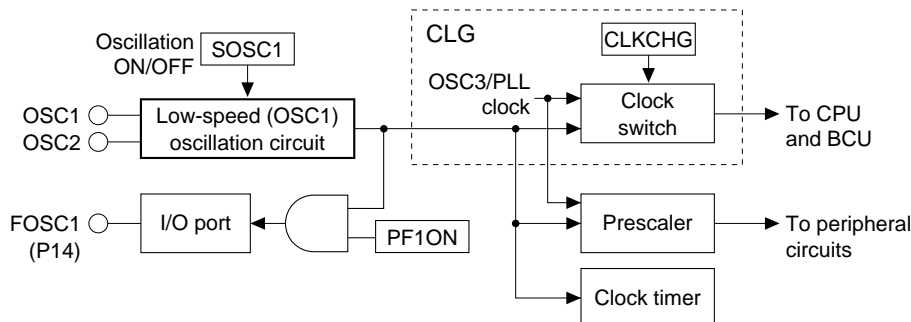 Oscillation
ON/OFF
SOSC1
CLG
CLKCHG
OSC3/PLL
clock
OSC1
OSC2
Low-speed (OSC1)
oscillation circuit
Clock
switch
To CPU
and BCU
FOSC1
(P14)
I/O port
PF1ON
Prescaler
To peripheral
circuits
Clock timer